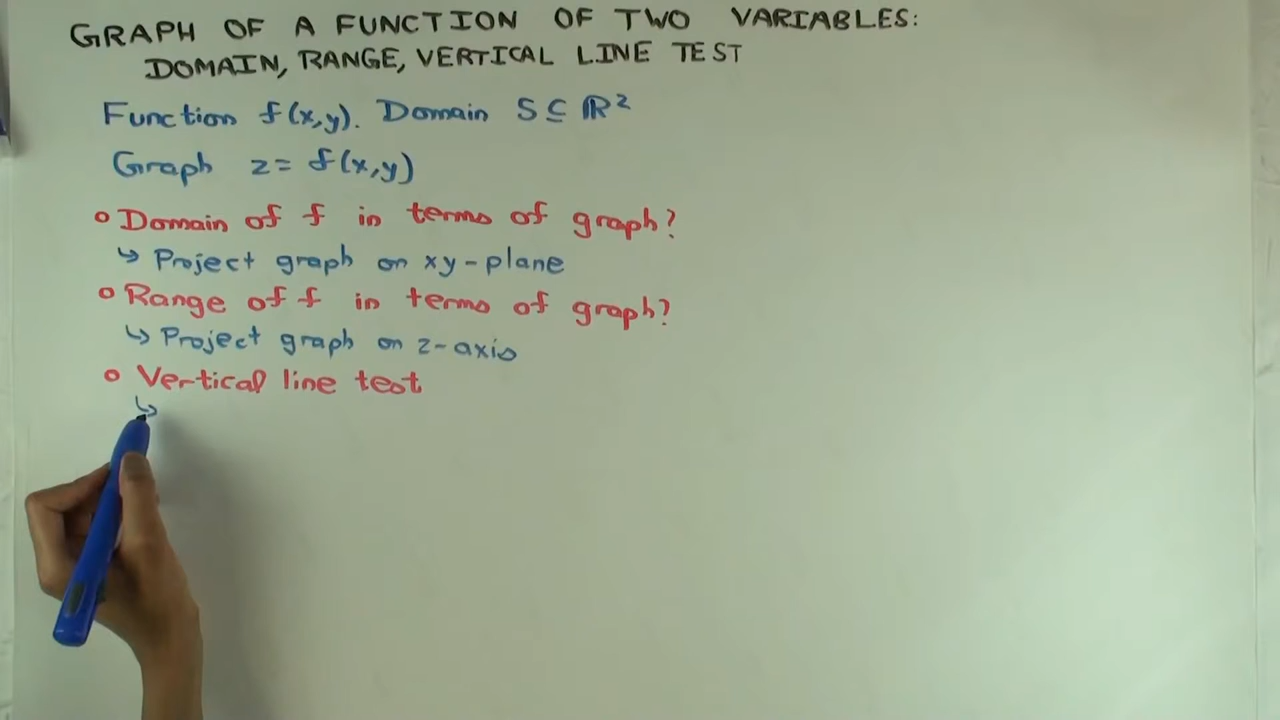 GRAPH OF A FUNCTION OF TWO VARIABLES:
DOMAIN, RANGE, VERTICAL LINE TEST
Function f(x,y). Domain S ⊆ ℝ²
Graph z = f(x,y)
○ Domain of f in terms of graph?
↳ Project graph on xy-plane
○ Range of f in terms of graph?
↳ Project graph on z-axis
○ Vertical line test
↳